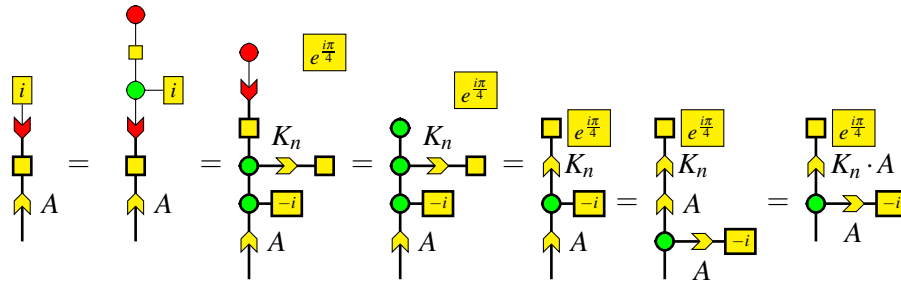 i A = i A = e^{iπ/4} K_n −i A = e^{iπ/4} K_n −i A = e^{iπ/4} K_n −i A = e^{iπ/4} K_n A −i A = e^{iπ/4} K_n · A −i A